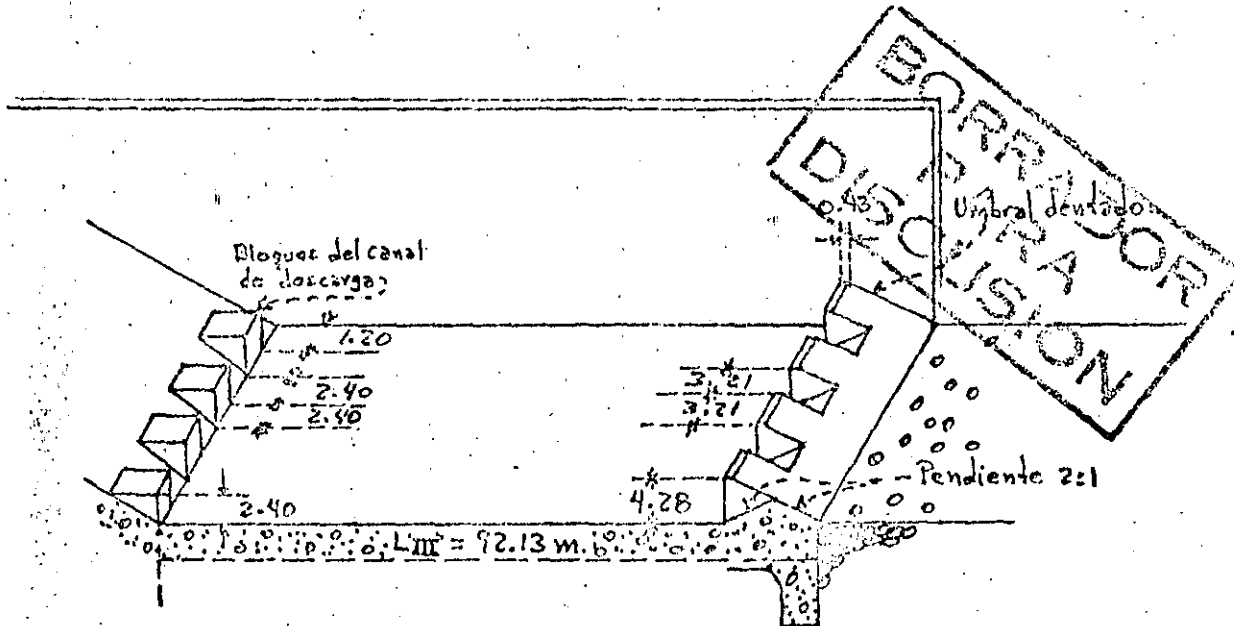 BORRADOR
PARA
DISCUSIÓN
0.43
Umbral dentado
Bloques del canal
de descarga
1.20
2.40
2.40
3.21
3.21
Pendiente 2:1
2.40
4.28
LⅢ = 92.13 m.